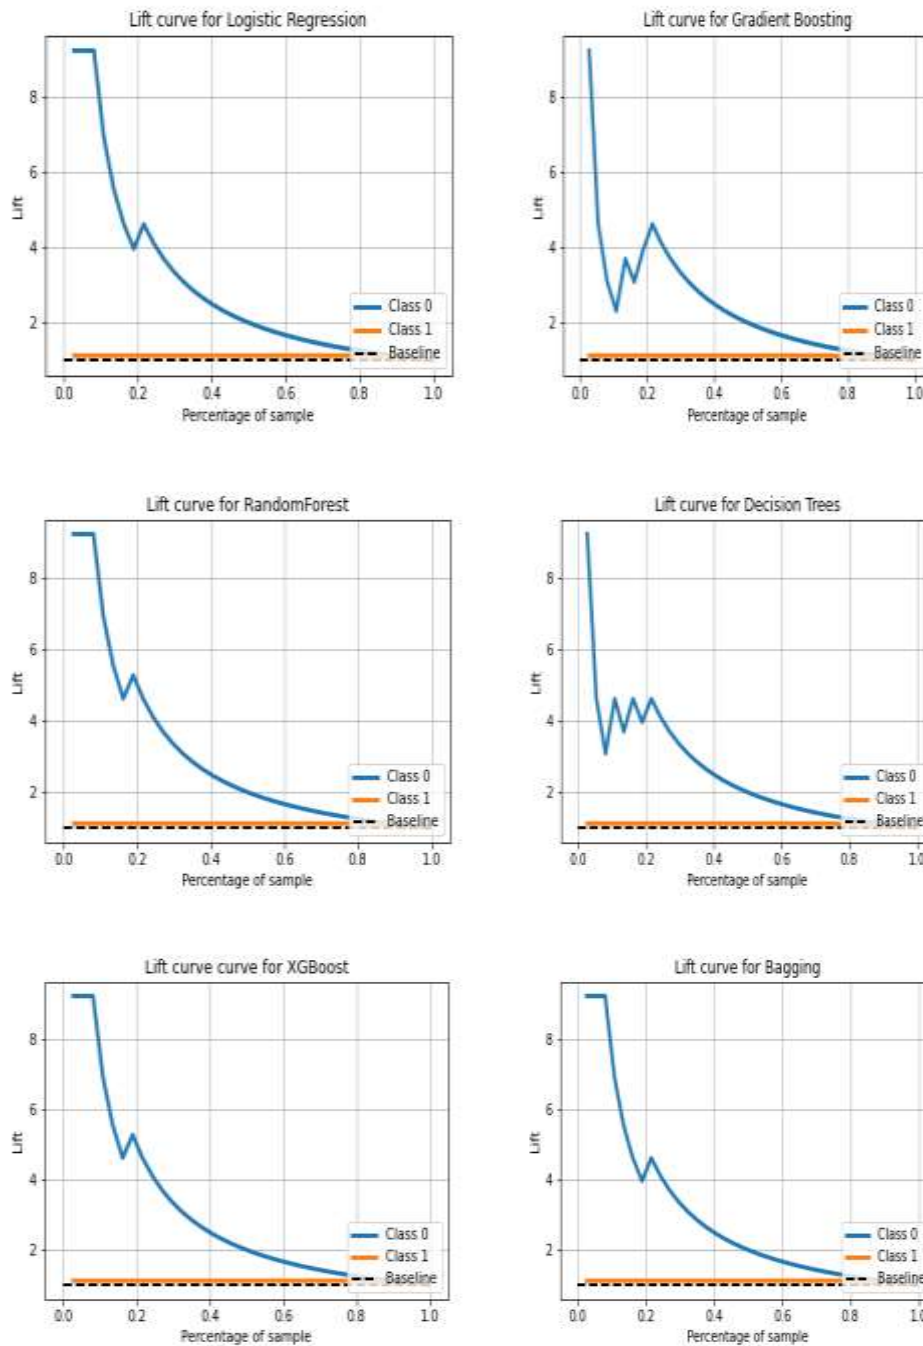 Lift curve for Logistic Regression
Lift
8
6
4
2
Class 0
Class 1
Baseline
0.0 0.2 0.4 0.6 0.8 1.0
Percentage of sample
Lift curve for Gradient Boosting
Lift
8
6
4
2
Class 0
Class 1
Baseline
0.0 0.2 0.4 0.6 0.8 1.0
Percentage of sample
Lift curve for RandomForest
Lift
8
6
4
2
Class 0
Class 1
Baseline
0.0 0.2 0.4 0.6 0.8 1.0
Percentage of sample
Lift curve for Decision Trees
Lift
8
6
4
2
Class 0
Class 1
Baseline
0.0 0.2 0.4 0.6 0.8 1.0
Percentage of sample
Lift curve curve for XGBoost
Lift
8
6
4
2
Class 0
Class 1
Baseline
0.0 0.2 0.4 0.6 0.8 1.0
Percentage of sample
Lift curve for Bagging
Lift
8
6
4
2
Class 0
Class 1
Baseline
0.0 0.2 0.4 0.6 0.8 1.0
Percentage of sample